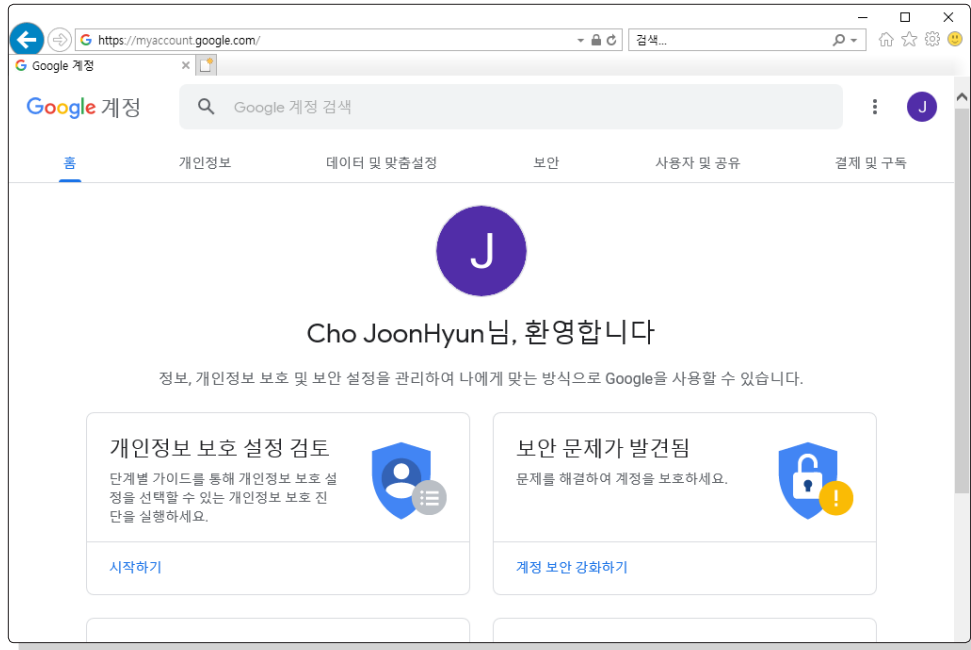 https://myaccount.google.com/
검색...
Google 계정
Google 계정
Google 계정 검색
J
홈 개인정보 데이터 및 맞춤설정 보안 사용자 및 공유 결제 및 구독
J
Cho JoonHyun님, 환영합니다
정보, 개인정보 보호 및 보안 설정을 관리하여 나에게 맞는 방식으로 Google을 사용할 수 있습니다.
개인정보 보호 설정 검토
단계별 가이드를 통해 개인정보 보호 설
정을 선택할 수 있는 개인정보 보호 진
단을 실행하세요.
시작하기
보안 문제가 발견됨
문제를 해결하여 계정을 보호하세요.
계정 보안 강화하기